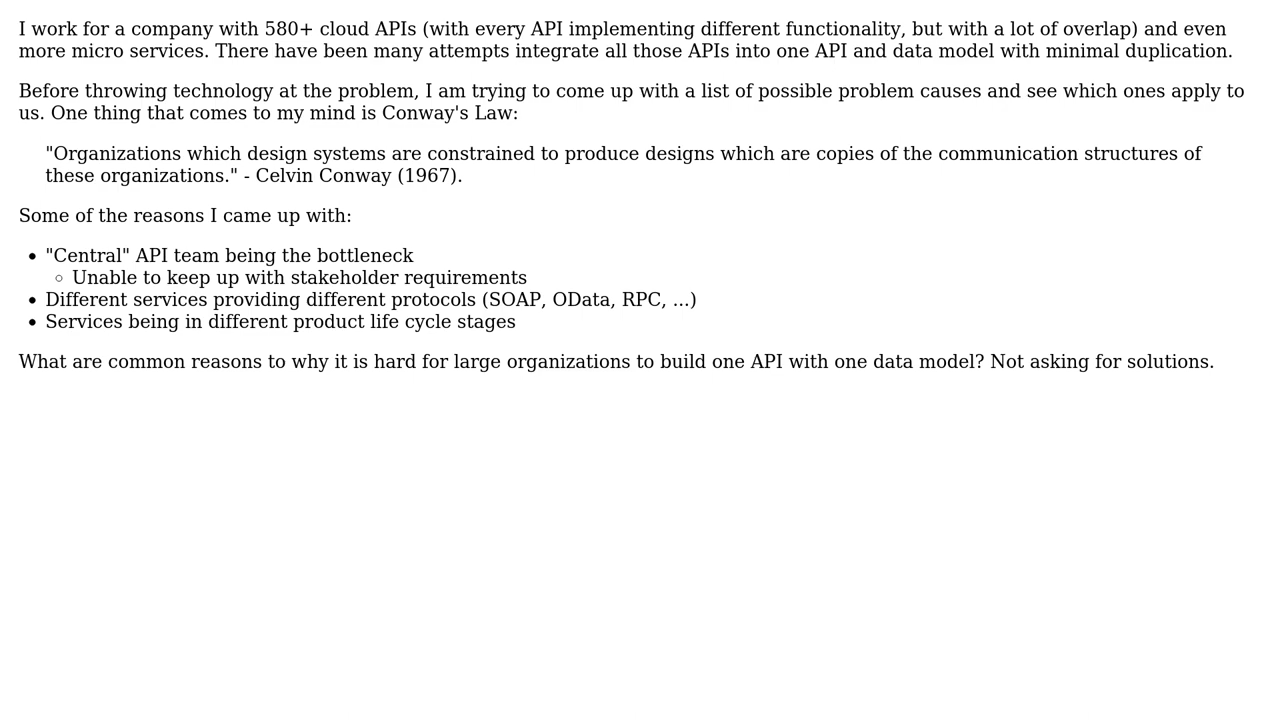 I work for a company with 580+ cloud APIs (with every API implementing different functionality, but with a lot of overlap) and even
more micro services. There have been many attempts integrate all those APIs into one API and data model with minimal duplication.
Before throwing technology at the problem, I am trying to come up with a list of possible problem causes and see which ones apply to
us. One thing that comes to my mind is Conway's Law:
"Organizations which design systems are constrained to produce designs which are copies of the communication structures of
these organizations." - Celvin Conway (1967).
Some of the reasons I came up with:
• "Central" API team being the bottleneck
◦ Unable to keep up with stakeholder requirements
• Different services providing different protocols (SOAP, OData, RPC, ...)
• Services being in different product life cycle stages
What are common reasons to why it is hard for large organizations to build one API with one data model? Not asking for solutions.